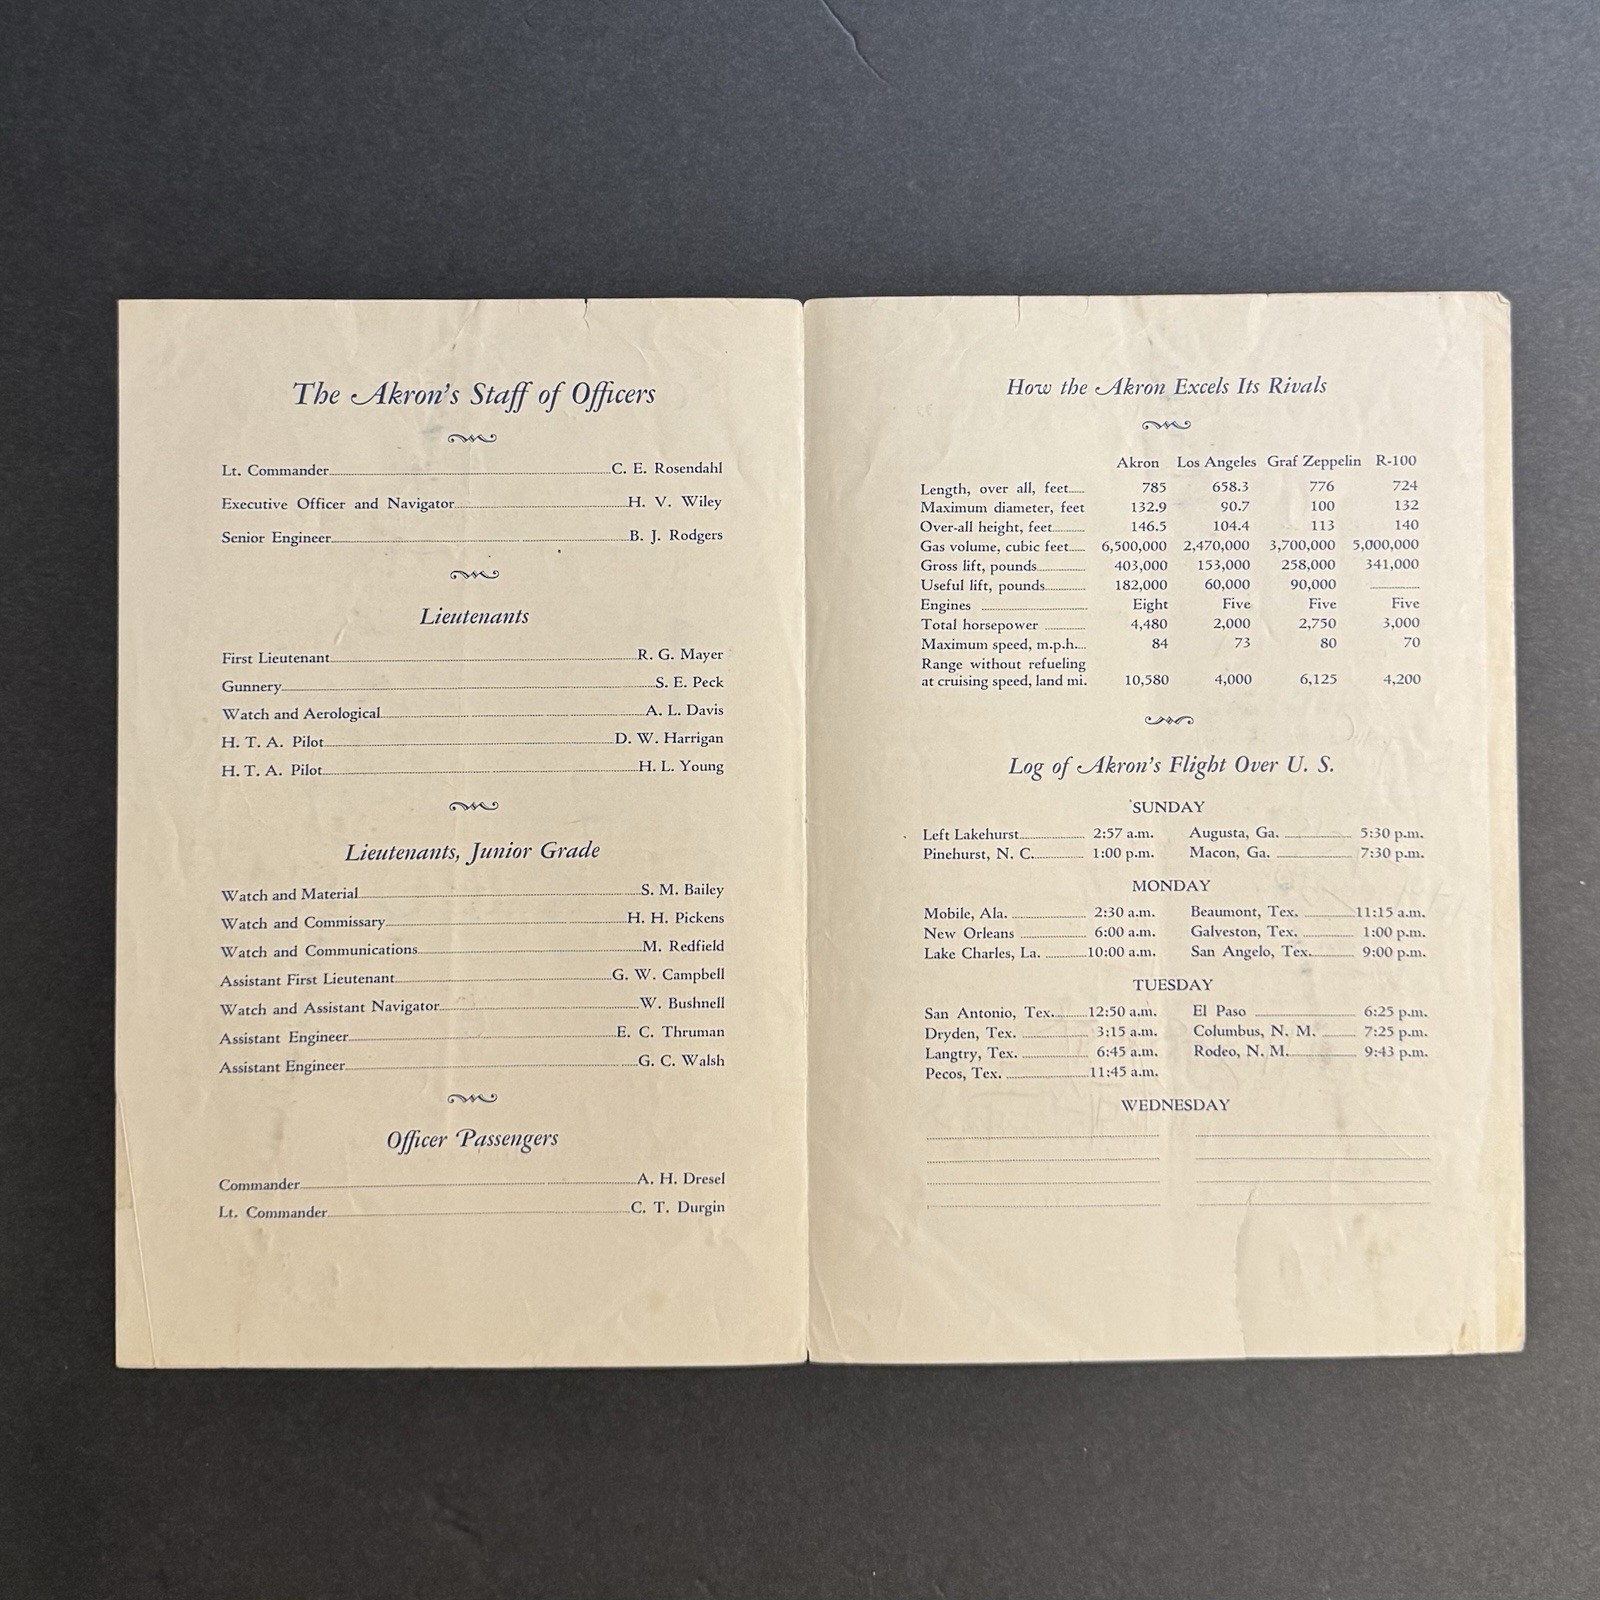 The Akron's Staff of Officers
Lt. Commander C. E. Rosendahl
Executive Officer and Navigator H. V. Wiley
Senior Engineer B. J. Rodgers
Lieutenants
First Lieutenant R. G. Mayer
Gunnery S. E. Peck
Watch and Aerological A. L. Davis
H. T. A. Pilot D. W. Harrigan
H. T. A. Pilot H. L. Young
Lieutenants, Junior Grade
Watch and Material S. M. Bailey
Watch and Commissary H. H. Pickens
Watch and Communications M. Redfield
Assistant First Lieutenant G. W. Campbell
Watch and Assistant Navigator W. Bushnell
Assistant Engineer E. C. Thruman
Assistant Engineer G. C. Walsh
Officer Passengers
Commander A. H. Dresel
Lt. Commander C. T. Durgin
How the Akron Excels Its Rivals
Akron Los Angeles Graf Zeppelin R-100
Length, over all, feet 785 658.3 776 724
Maximum diameter, feet 132.9 90.7 100 132
Over-all height, feet 146.5 104.4 113 140
Gas volume, cubic feet 6,500,000 2,470,000 3,700,000 5,000,000
Gross lift, pounds 403,000 153,000 258,000 341,000
Useful lift, pounds 182,000 60,000 90,000
Engines Eight Five Five Five
Total horsepower 4,480 2,000 2,750 3,000
Maximum speed, m.p.h. 84 73 80 70
Range without refueling
at cruising speed, land mi. 10,580 4,000 6,125 4,200
Log of Akron's Flight Over U. S.
SUNDAY
Left Lakehurst 2:57 a.m. Augusta, Ga. 5:30 p.m.
Pinehurst, N. C. 1:00 p.m. Macon, Ga. 7:30 p.m.
MONDAY
Mobile, Ala. 2:30 a.m. Beaumont, Tex. 11:15 a.m.
New Orleans 6:00 a.m. Galveston, Tex. 1:00 p.m.
Lake Charles, La. 10:00 a.m. San Angelo, Tex. 9:00 p.m.
TUESDAY
San Antonio, Tex. 12:50 a.m. El Paso 6:25 p.m.
Dryden, Tex. 3:15 a.m. Columbus, N. M. 7:25 p.m.
Langtry, Tex. 6:45 a.m. Rodeo, N. M. 9:43 p.m.
Pecos, Tex. 11:45 a.m.
WEDNESDAY